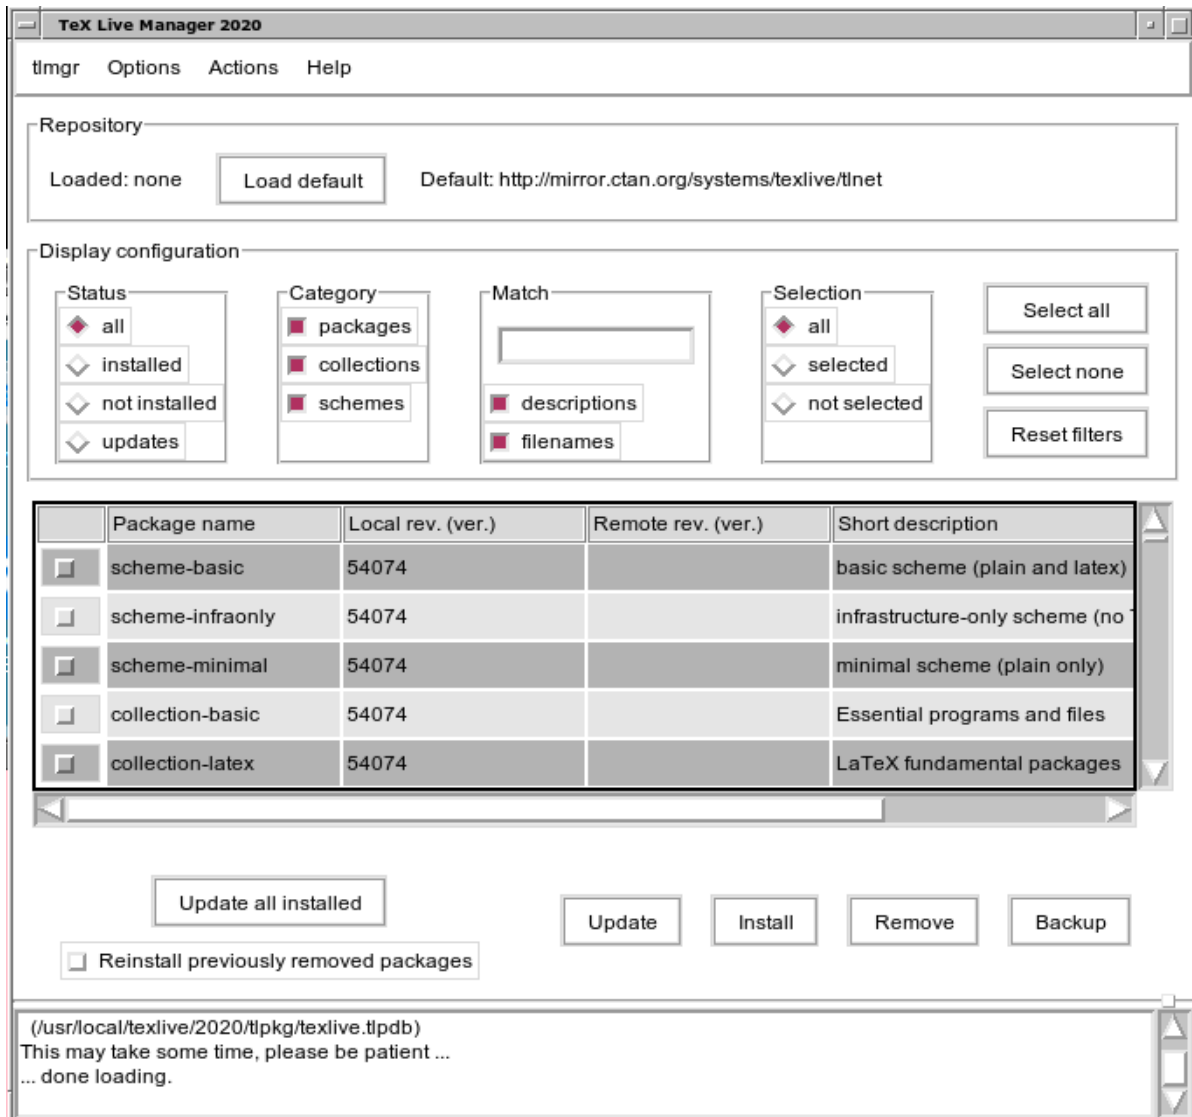 TeX Live Manager 2020
tlmgr Options Actions Help
Repository
Loaded: none Load default Default: http://mirror.ctan.org/systems/texlive/tlnet
Display configuration
Status Category Match Selection
all packages all Select all
installed collections selected Select none
not installed schemes descriptions not selected
updates filenames Reset filters
Package name Local rev. (ver.) Remote rev. (ver.) Short description
scheme-basic 54074 basic scheme (plain and latex)
scheme-infraonly 54074 infrastructure-only scheme (no
scheme-minimal 54074 minimal scheme (plain only)
collection-basic 54074 Essential programs and files
collection-latex 54074 LaTeX fundamental packages
Update all installed Update Install Remove Backup
Reinstall previously removed packages
(/usr/local/texlive/2020/tlpkg/texlive.tlpdb)
This may take some time, please be patient ...
... done loading.